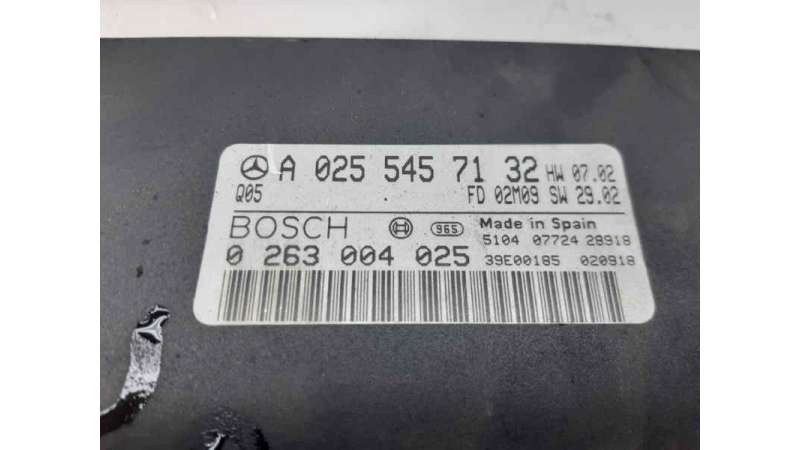 A 025 545 71 32 HW 07.02
Q05 FD 02M09 SW 29.02
BOSCH 965 Made in Spain
5104 07724 28918
0 263 004 025 39E00185 020918